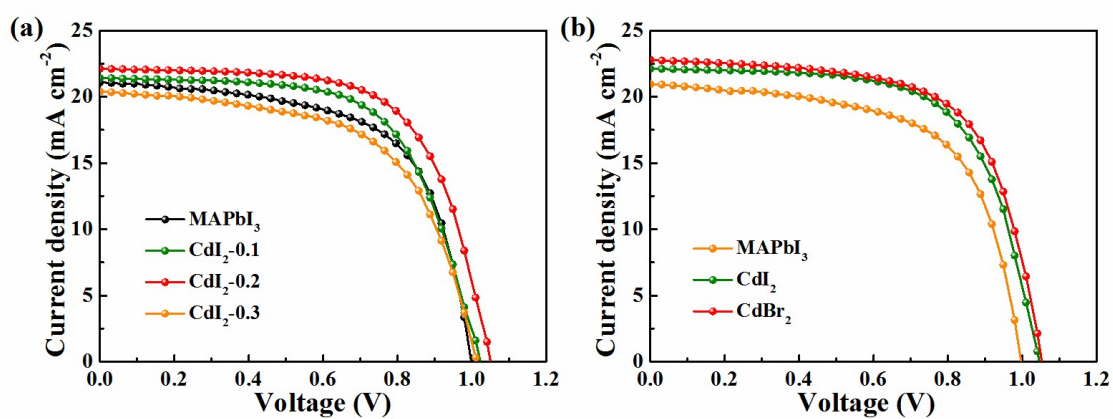 (a)
Current density (mA cm⁻²)
25
20
15
10
5
0
MAPbI₃
CdI₂-0.1
CdI₂-0.2
CdI₂-0.3
0.0 0.2 0.4 0.6 0.8 1.0 1.2
Voltage (V)
(b)
Current density (mA cm⁻²)
25
20
15
10
5
0
MAPbI₃
CdI₂
CdBr₂
0.0 0.2 0.4 0.6 0.8 1.0 1.2
Voltage (V)